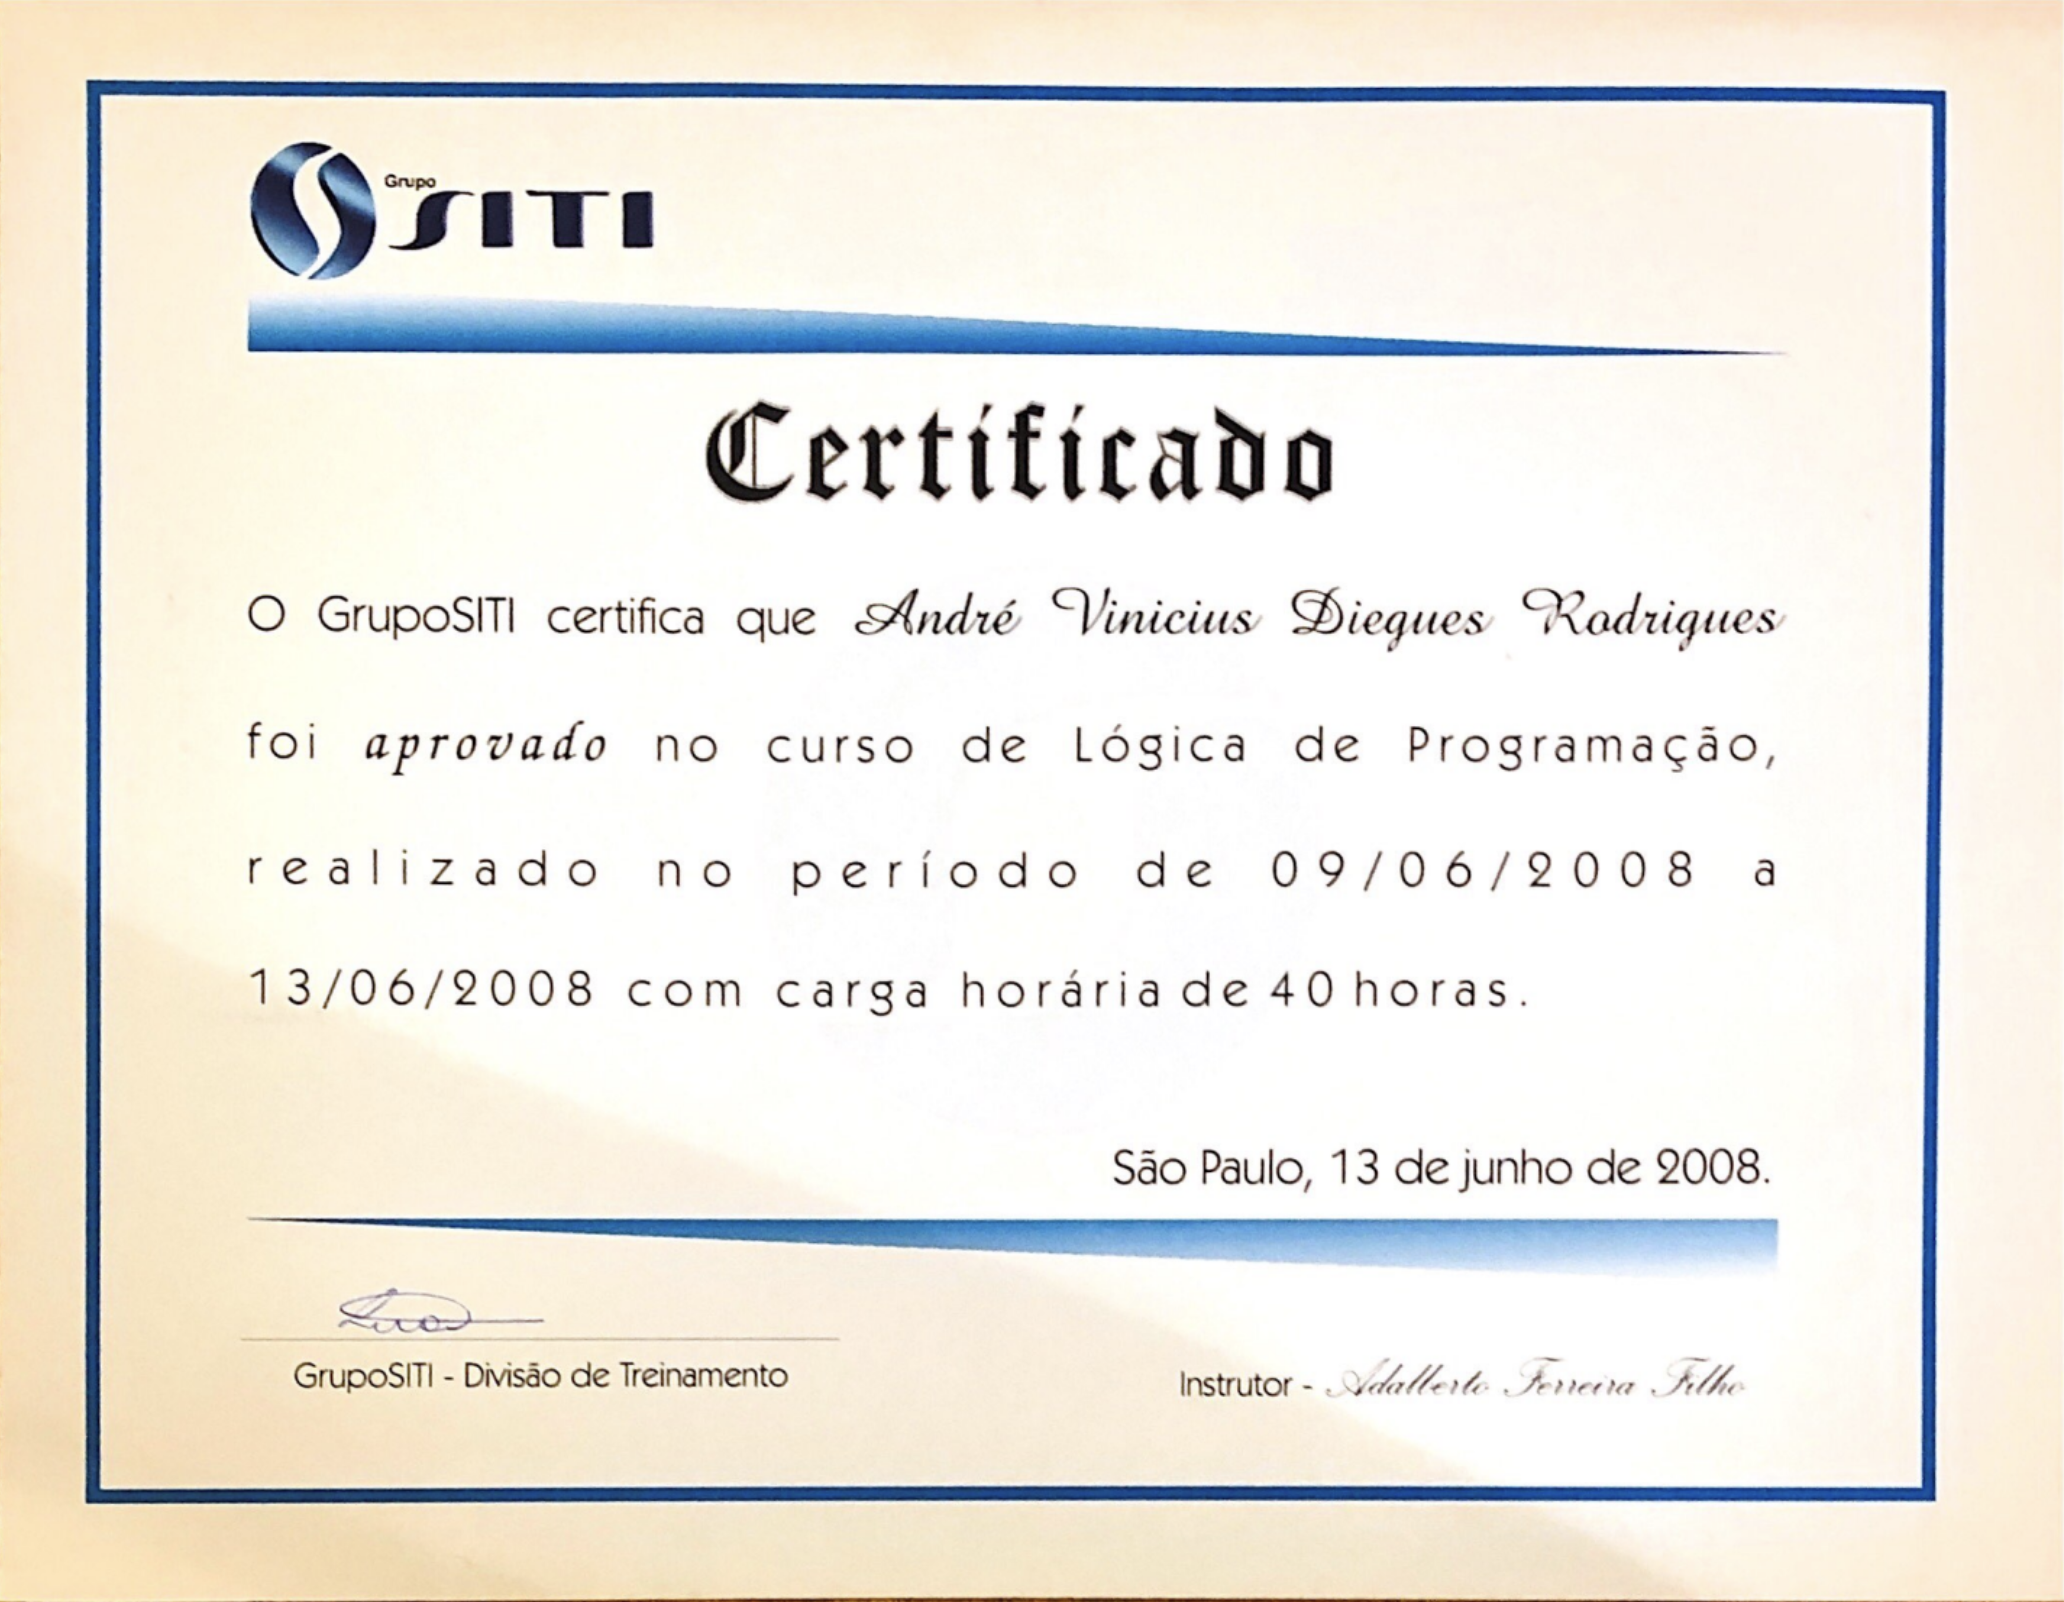 Grupo
SITI
Certificado
O GrupoSITI certifica que André Vinicius Diegues Rodrigues
foi aprovado no curso de Lógica de Programação,
realizado no período de 09/06/2008 a
13/06/2008 com carga horária de 40 horas.
São Paulo, 13 de junho de 2008.
GrupoSITI - Divisão de Treinamento
Instrutor - Adalberto Ferreira Filho